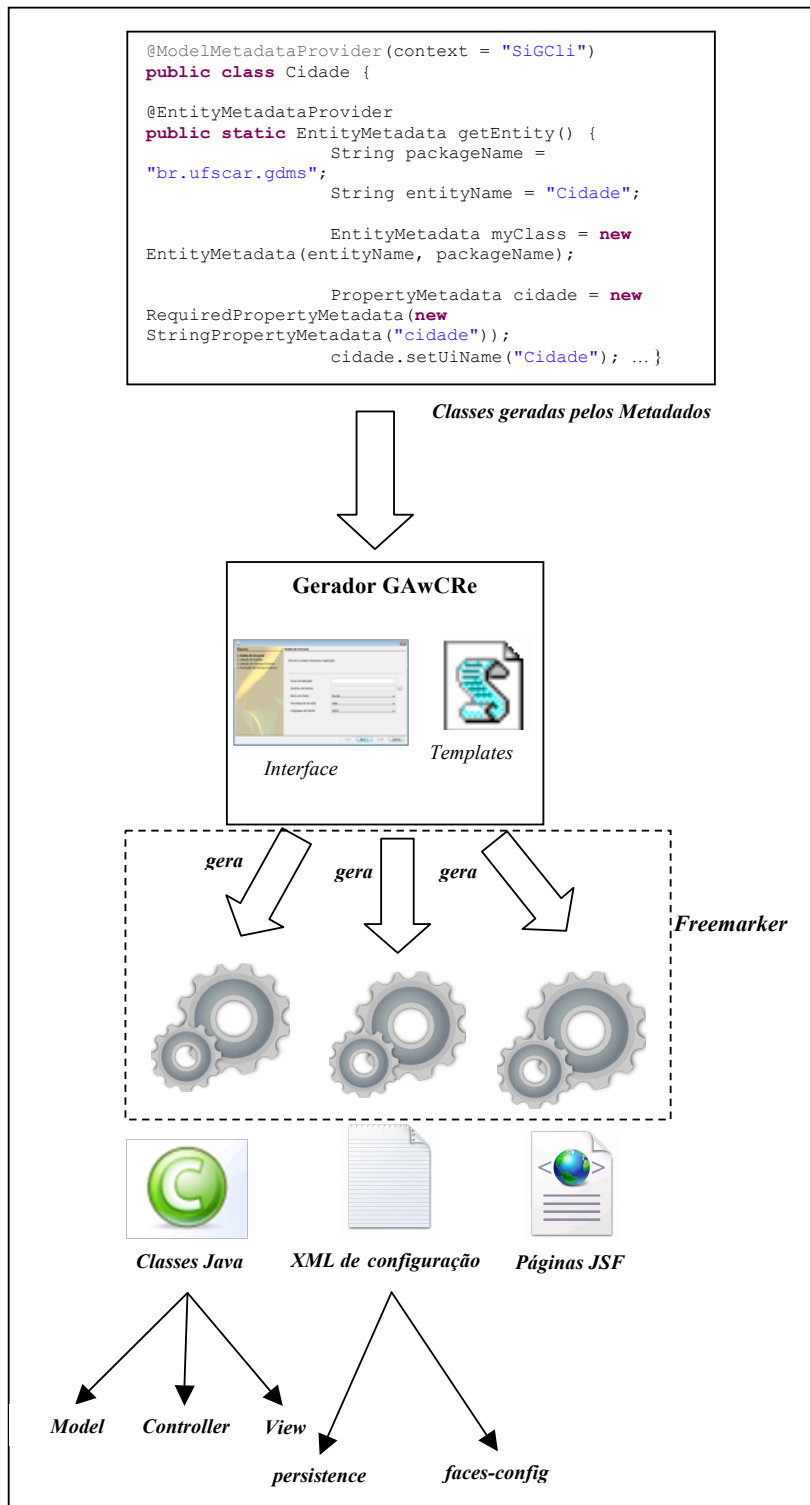 @ModelMetadataProvider(context = "SiGCli")
public class Cidade {
@EntityMetadataProvider
public static EntityMetadata getEntity() {
String packageName =
"br.ufscar.gdms";
String entityName = "Cidade";
EntityMetadata myClass = new
EntityMetadata(entityName, packageName);
PropertyMetadata cidade = new
RequiredPropertyMetadata(new
StringPropertyMetadata("cidade"));
cidade.setUiName("Cidade"); … }
Classes geradas pelos Metadados
Gerador GAwCRe
Interface
Templates
gera
gera
gera
Freemarker
Classes Java
XML de configuração
Páginas JSF
Model
Controller
View
persistence
faces-config